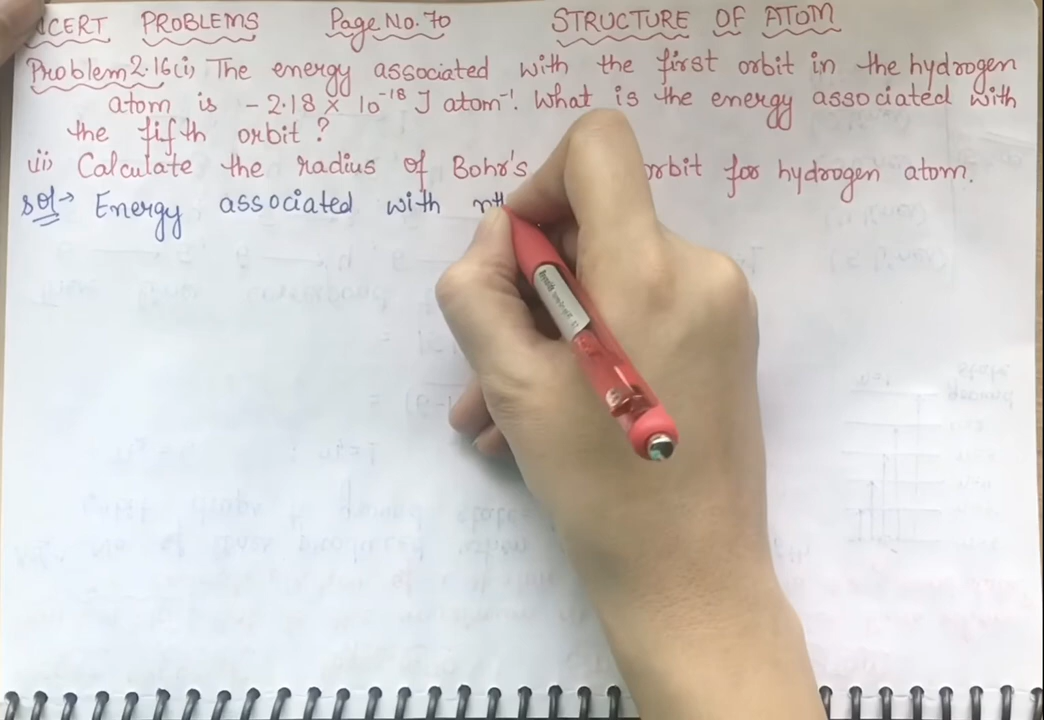 NCERT PROBLEMS Page No. 70 STRUCTURE OF ATOM
Problem 2.16(i) The energy associated with the first orbit in the hydrogen
atom is -2.18 × 10⁻¹⁸ J atom⁻¹. What is the energy associated with
the fifth orbit?
ii) Calculate the radius of Bohr's orbit for hydrogen atom.
Sol→ Energy associated with nth